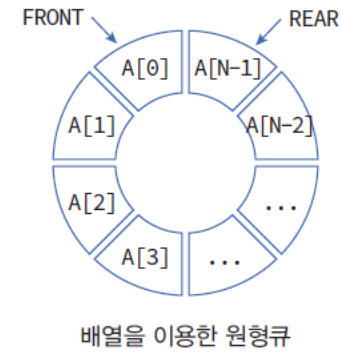 FRONT
REAR
A[0]
A[N-1]
A[1]
A[N-2]
A[2]
...
A[3]
...
배열을 이용한 원형큐